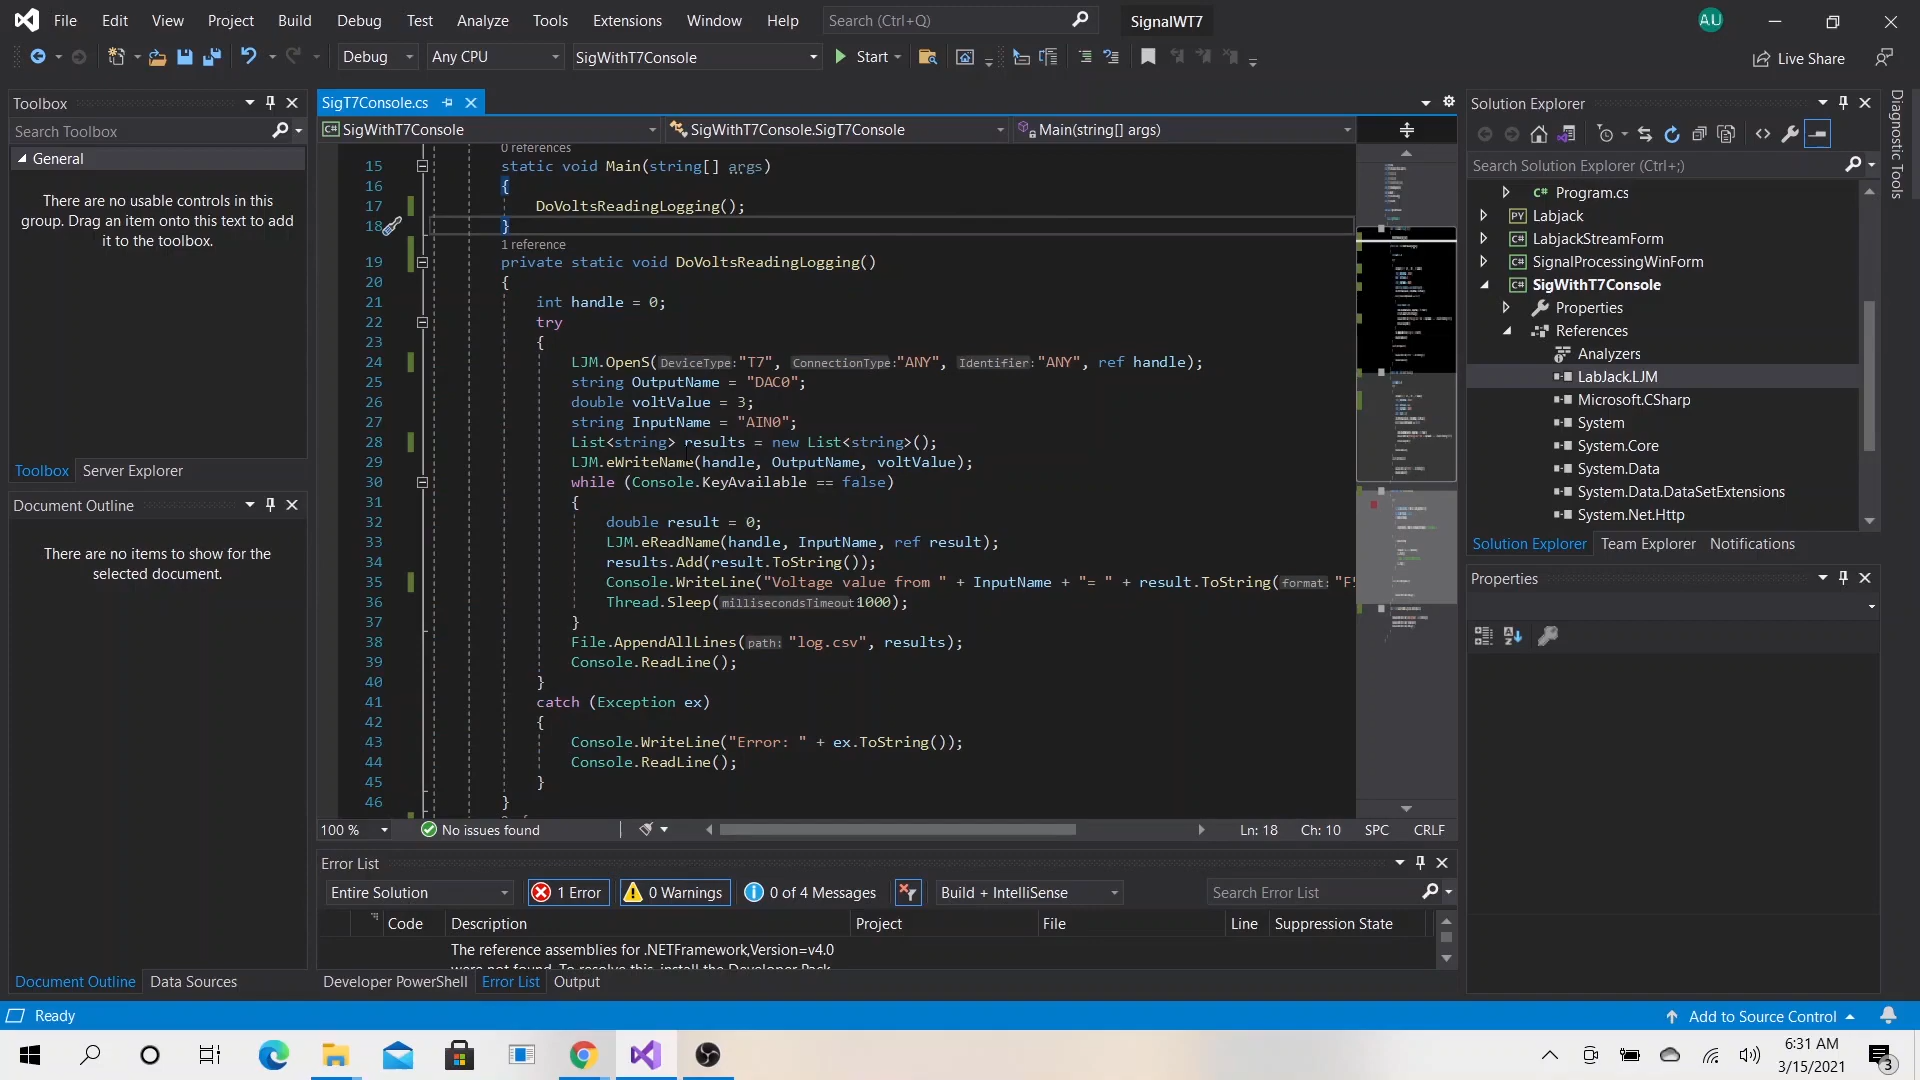 File Edit View Project Build Debug Test Analyze Tools Extensions Window Help Search (Ctrl+Q) SignalWT7 AU
Debug Any CPU SigWithT7Console Start Live Share
Toolbox
Search Toolbox
General
There are no usable controls in this
group. Drag an item onto this text to add
it to the toolbox.
Toolbox Server Explorer
Document Outline
There are no items to show for the
selected document.
Document Outline Data Sources
SigT7Console.cs
SigWithT7Console SigWithT7Console.SigT7Console Main(string[] args)
0 references
15 static void Main(string[] args)
16 {
17 DoVoltsReadingLogging();
18 }
1 reference
19 private static void DoVoltsReadingLogging()
20 {
21 int handle = 0;
22 try
23 {
24 LJM.OpenS(DeviceType:"T7", ConnectionType:"ANY", Identifier:"ANY", ref handle);
25 string OutputName = "DAC0";
26 double voltValue = 3;
27 string InputName = "AIN0";
28 List<string> results = new List<string>();
29 LJM.eWriteName(handle, OutputName, voltValue);
30 while (Console.KeyAvailable == false)
31 {
32 double result = 0;
33 LJM.eReadName(handle, InputName, ref result);
34 results.Add(result.ToString());
35 Console.WriteLine("Voltage value from " + InputName + "= " + result.ToString(format: "F
36 Thread.Sleep(millisecondsTimeout:1000);
37 }
38 File.AppendAllLines(path: "log.csv", results);
39 Console.ReadLine();
40 }
41 catch (Exception ex)
42 {
43 Console.WriteLine("Error: " + ex.ToString());
44 Console.ReadLine();
45 }
46 }
100 % No issues found Ln: 18 Ch: 10 SPC CRLF
Error List
Entire Solution 1 Error 0 Warnings 0 of 4 Messages Build + IntelliSense Search Error List
Code Description Project File Line Suppression State
The reference assemblies for .NETFramework,Version=v4.0
were not found. To resolve this, install the Developer Pack
Developer PowerShell Error List Output
Solution Explorer
Search Solution Explorer (Ctrl+;)
C# Program.cs
PY Labjack
C# LabjackStreamForm
C# SignalProcessingWinForm
C# SigWithT7Console
Properties
References
Analyzers
LabJack.LJM
Microsoft.CSharp
System
System.Core
System.Data
System.Data.DataSetExtensions
System.Net.Http
Solution Explorer Team Explorer Notifications
Properties
Diagnostic Tools
Ready Add to Source Control
6:31 AM
3/15/2021
3